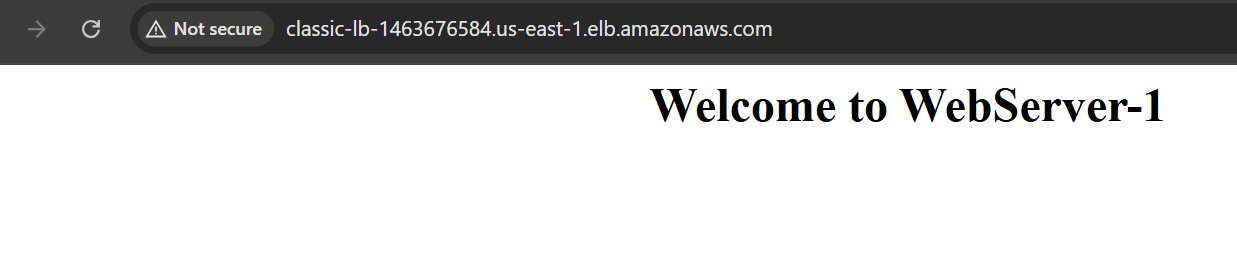 Not secure classic-lb-1463676584.us-east-1.elb.amazonaws.com
Welcome to WebServer-1